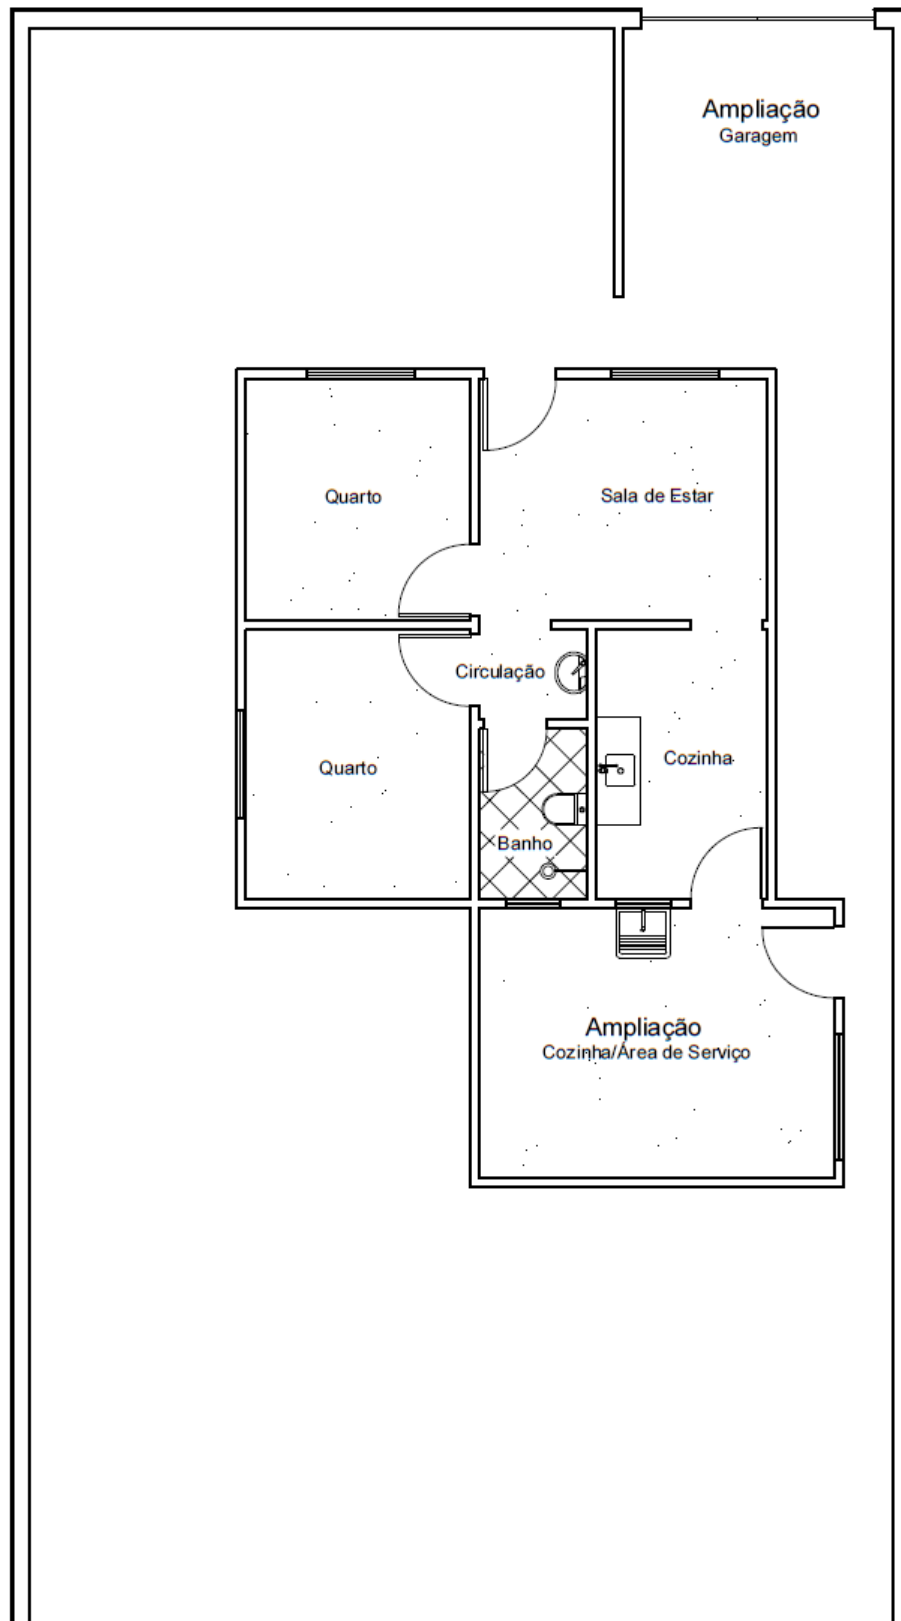 Ampliação
Garagem
Quarto
Sala de Estar
Circulação
Quarto
Cozinha
Banho
Ampliação
Cozinha/Área de Serviço